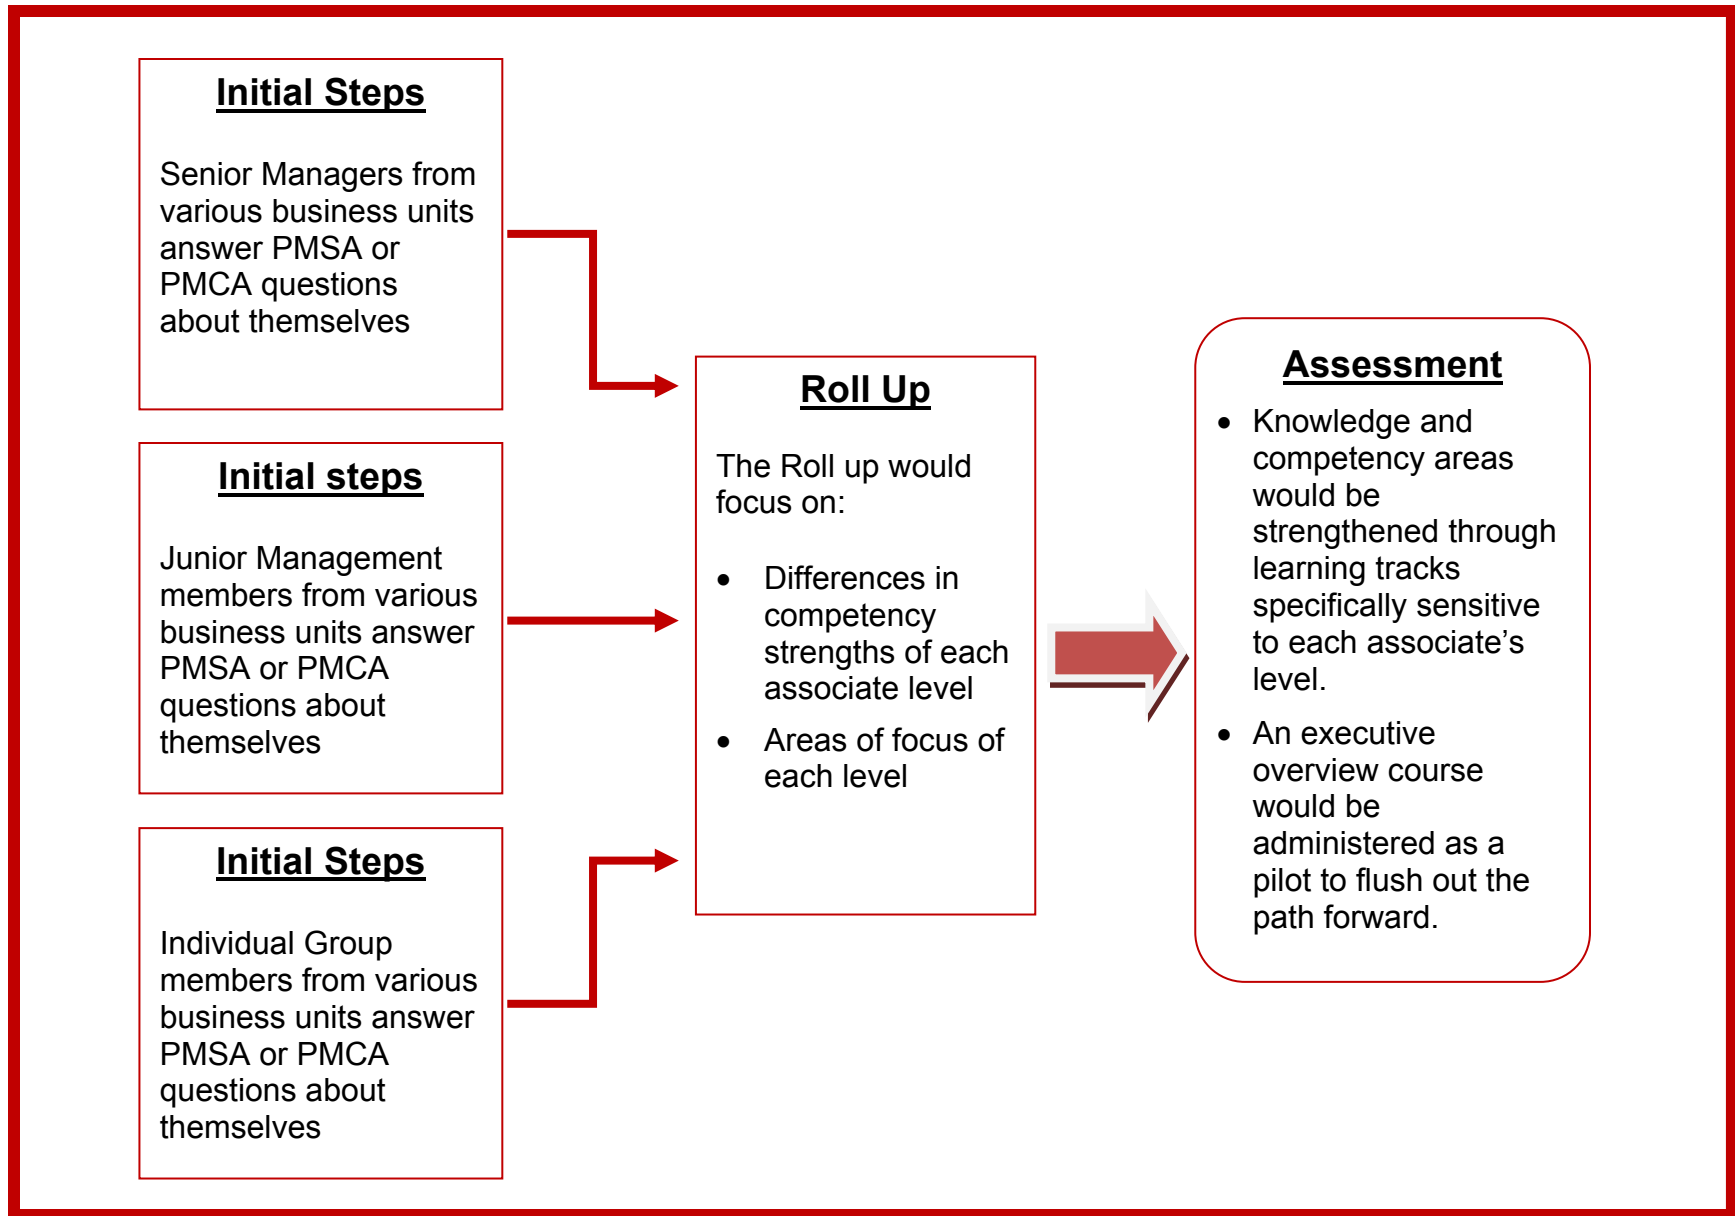 Initial Steps
Senior Managers from
various business units
answer PMSA or
PMCA questions
about themselves
Initial steps
Junior Management
members from various
business units answer
PMSA or PMCA
questions about
themselves
Initial Steps
Individual Group
members from various
business units answer
PMSA or PMCA
questions about
themselves
Roll Up
The Roll up would
focus on:
• Differences in
competency
strengths of each
associate level
• Areas of focus of
each level
Assessment
• Knowledge and
competency areas
would be
strengthened through
learning tracks
specifically sensitive
to each associate’s
level.
• An executive
overview course
would be
administered as a
pilot to flush out the
path forward.